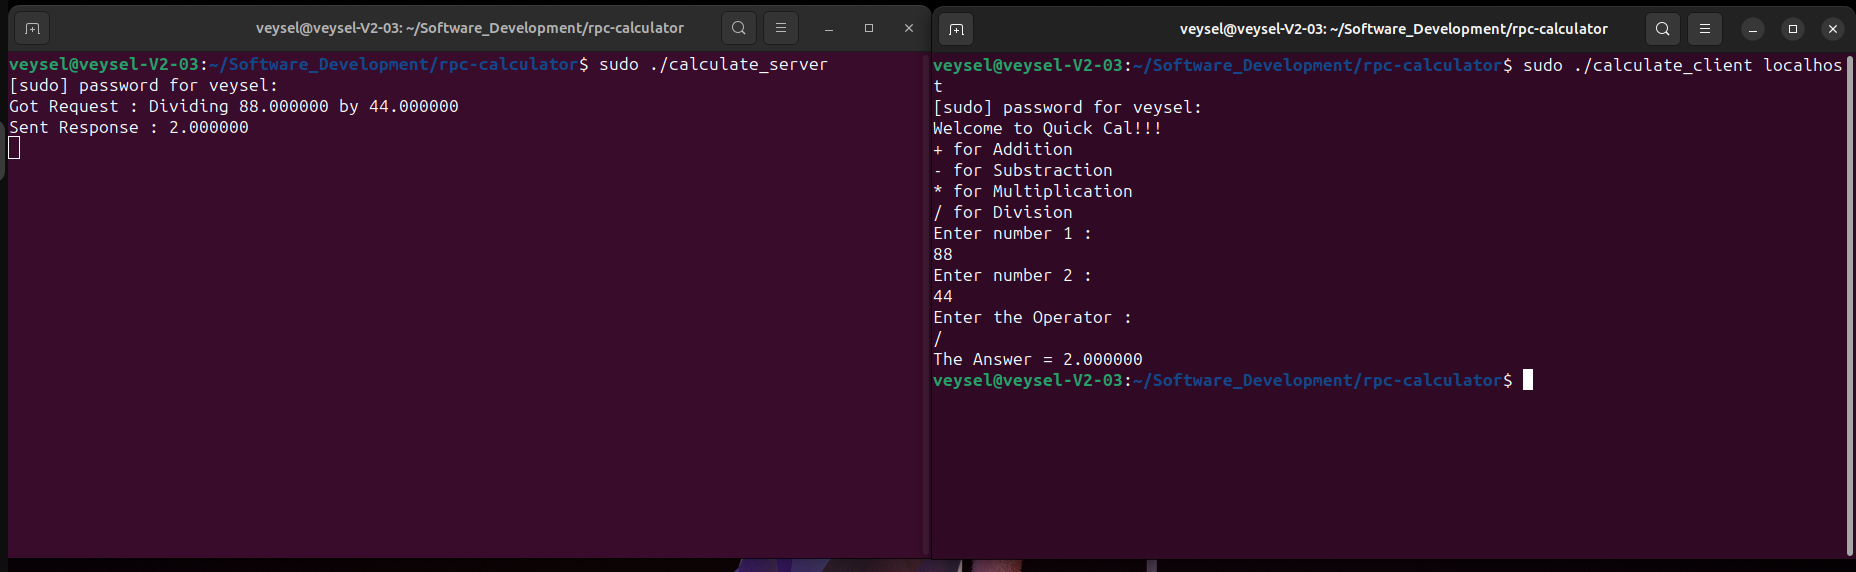 veysel@veysel-V2-03: ~/Software_Development/rpc-calculator
veysel@veysel-V2-03:~/Software_Development/rpc-calculator$ sudo ./calculate_server
[sudo] password for veysel:
Got Request : Dividing 88.000000 by 44.000000
Sent Response : 2.000000
veysel@veysel-V2-03: ~/Software_Development/rpc-calculator
veysel@veysel-V2-03:~/Software_Development/rpc-calculator$ sudo ./calculate_client localhos
t
[sudo] password for veysel:
Welcome to Quick Cal!!!
+ for Addition
- for Substraction
* for Multiplication
/ for Division
Enter number 1 :
88
Enter number 2 :
44
Enter the Operator :
/
The Answer = 2.000000
veysel@veysel-V2-03:~/Software_Development/rpc-calculator$